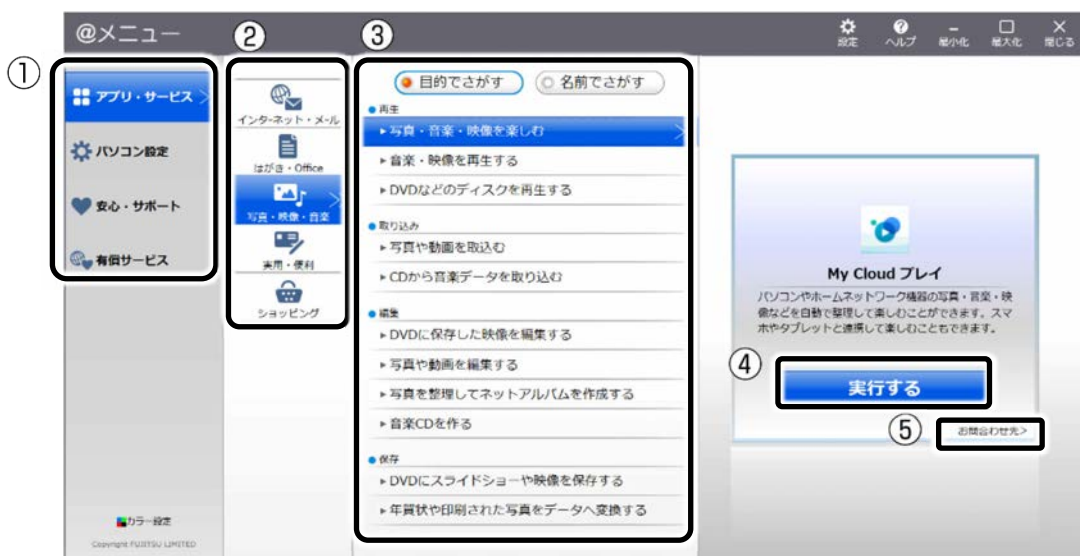 @メニュー
設定
ヘルプ
最小化
最大化
閉じる
①
②
③
アプリ・サービス
パソコン設定
安心・サポート
有償サービス
カラー設定
Copyright FUJITSU LIMITED
インターネット・メール
はがき・Office
写真・映像・音楽
実用・便利
ショッピング
目的でさがす
名前でさがす
再生
写真・音楽・映像を楽しむ
音楽・映像を再生する
DVDなどのディスクを再生する
取り込み
写真や動画を取込む
CDから音楽データを取り込む
編集
DVDに保存した映像を編集する
写真や動画を編集する
写真を整理してネットアルバムを作成する
音楽CDを作る
保存
DVDにスライドショーや映像を保存する
年賀状や印刷された写真をデータへ変換する
My Cloud プレイ
パソコンやホームネットワーク機器の写真・音楽・映
像などを自動で整理して楽しむことができます。スマ
ホやタブレットと連携して楽しむこともできます。
④
実行する
⑤
お問合わせ先>